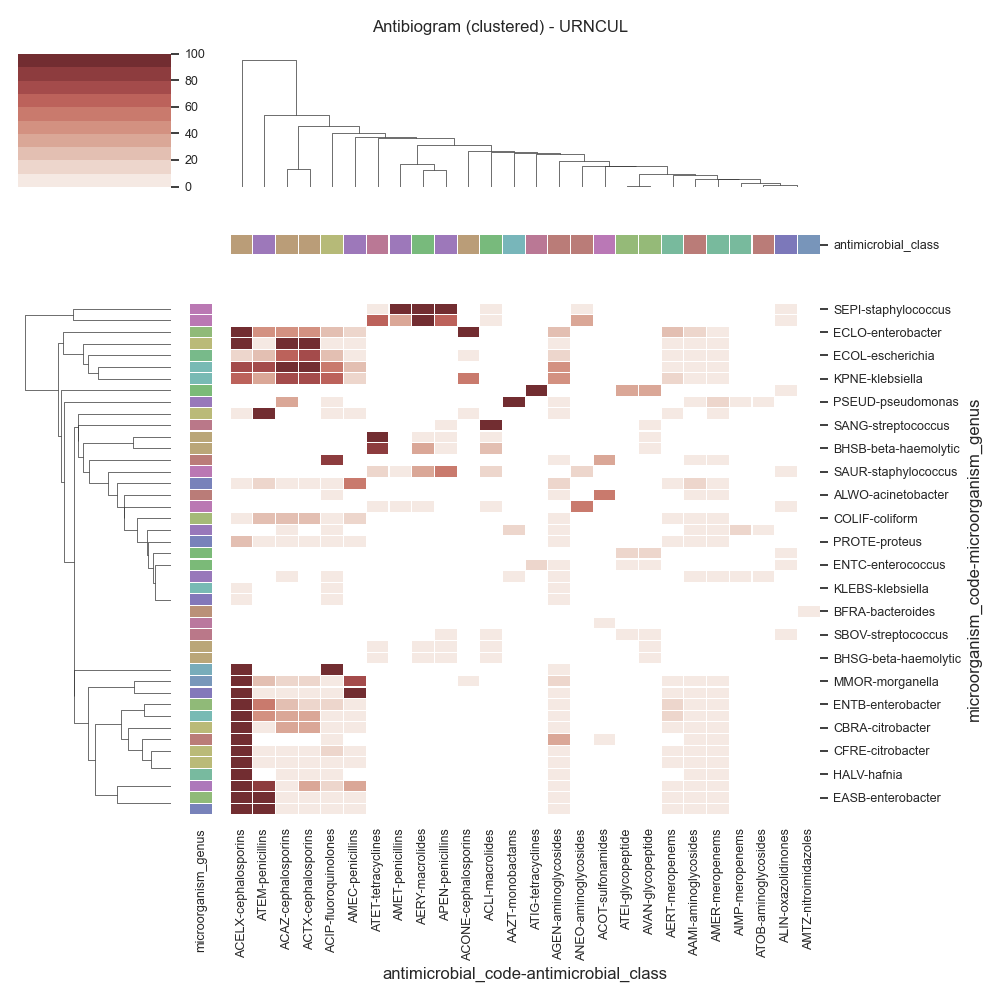 Antibiogram (clustered) - URNCUL
100
80
60
40
20
0
antimicrobial_class
SEPI-staphylococcus
ECLO-enterobacter
ECOL-escherichia
KPNE-klebsiella
PSEUD-pseudomonas
SANG-streptococcus
BHSB-beta-haemolytic
SAUR-staphylococcus
ALWO-acinetobacter
COLIF-coliform
PROTE-proteus
ENTC-enterococcus
KLEBS-klebsiella
BFRA-bacteroides
SBOV-streptococcus
BHSG-beta-haemolytic
MMOR-morganella
ENTB-enterobacter
CBRA-citrobacter
CFRE-citrobacter
HALV-hafnia
EASB-enterobacter
microorganism_code-microorganism_genus
microorganism_genus
ACELX-cephalosporins
ATEM-penicillins
ACAZ-cephalosporins
ACTX-cephalosporins
ACIP-fluoroquinolones
AMEC-penicillins
ATET-tetracyclines
AMET-penicillins
AERY-macrolides
APEN-penicillins
ACONE-cephalosporins
ACLI-macrolides
AAZT-monobactams
ATIG-tetracyclines
AGEN-aminoglycosides
ANEO-aminoglycosides
ACOT-sulfonamides
ATEI-glycopeptide
AVAN-glycopeptide
AERT-meropenems
AAMI-aminoglycosides
AMER-meropenems
AIMP-meropenems
ATOB-aminoglycosides
ALIN-oxazolidinones
AMTZ-nitroimidazoles
antimicrobial_code-antimicrobial_class